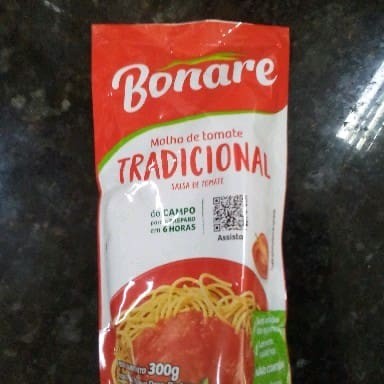 Bonare
Molho de tomate
TRADICIONAL
SALSA DE TOMATE
do CAMPO
em 6 HORAS
Assista
300g